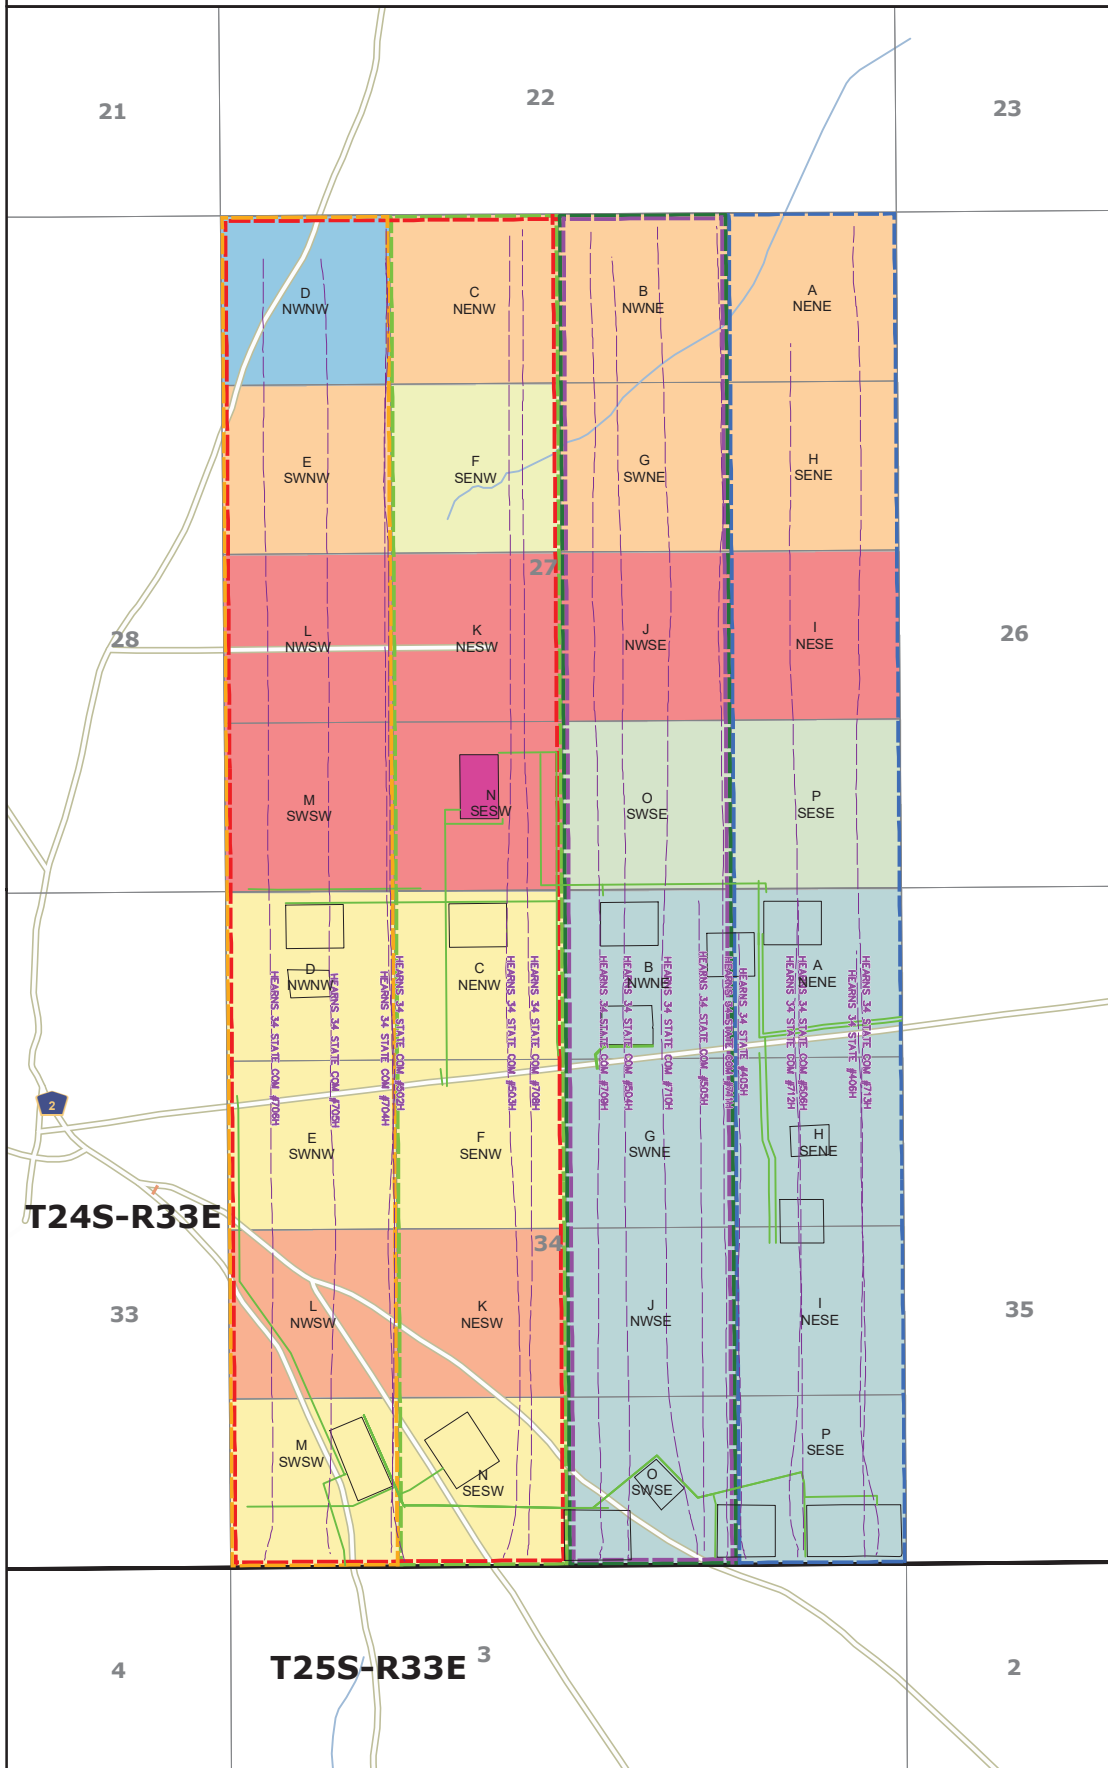 21
22
23
D
NWNW
C
NENW
B
NWNE
A
NENE
E
SWNW
F
SENW
G
SWNE
H
SENE
27
28
26
L
NWSW
K
NESW
J
NWSE
I
NESE
M
SWSW
N
SESW
O
SWSE
P
SESE
D
NWNW
C
NENW
B
NWNE
A
NENE
HEARNS 34 STATE COM #706H
HEARNS 34 STATE COM #705H
HEARNS 34 STATE COM #704H
HEARNS 34 STATE COM #502H
HEARNS 34 STATE COM #503H
HEARNS 34 STATE COM #708H
HEARNS 34 STATE COM #709H
HEARNS 34 STATE COM #504H
HEARNS 34 STATE COM #710H
HEARNS 34 STATE COM #505H
HEARNS 34 STATE COM
HEARNS 34 STATE #405H
HEARNS 34 STATE COM #712H
HEARNS 34 STATE COM #506H
HEARNS 34 STATE #406H
HEARNS 34 STATE COM #713H
2
E
SWNW
F
SENW
G
SWNE
H
SENE
T24S-R33E
34
33
35
L
NWSW
K
NESW
J
NWSE
I
NESE
M
SWSW
N
SESW
O
SWSE
P
SESE
4
T25S-R33E
3
2